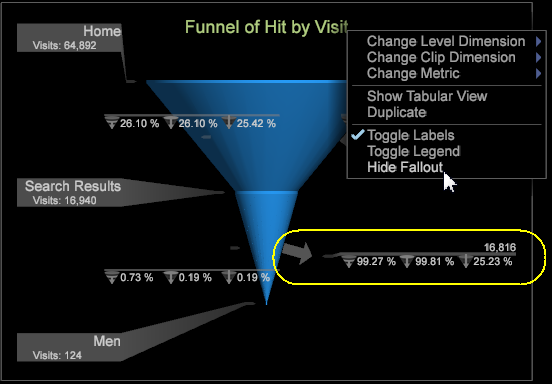 Funnel of Hit by Visit
Home
Visits: 64,892
Change Level Dimension
Change Clip Dimension
Change Metric
Show Tabular View
Duplicate
Toggle Labels
Toggle Legend
Hide Fallout
26.10 % 26.10 % 25.42 %
Search Results
Visits: 16,940
16,816
99.27 % 99.81 % 25.23 %
0.73 % 0.19 % 0.19 %
Men
Visits: 124